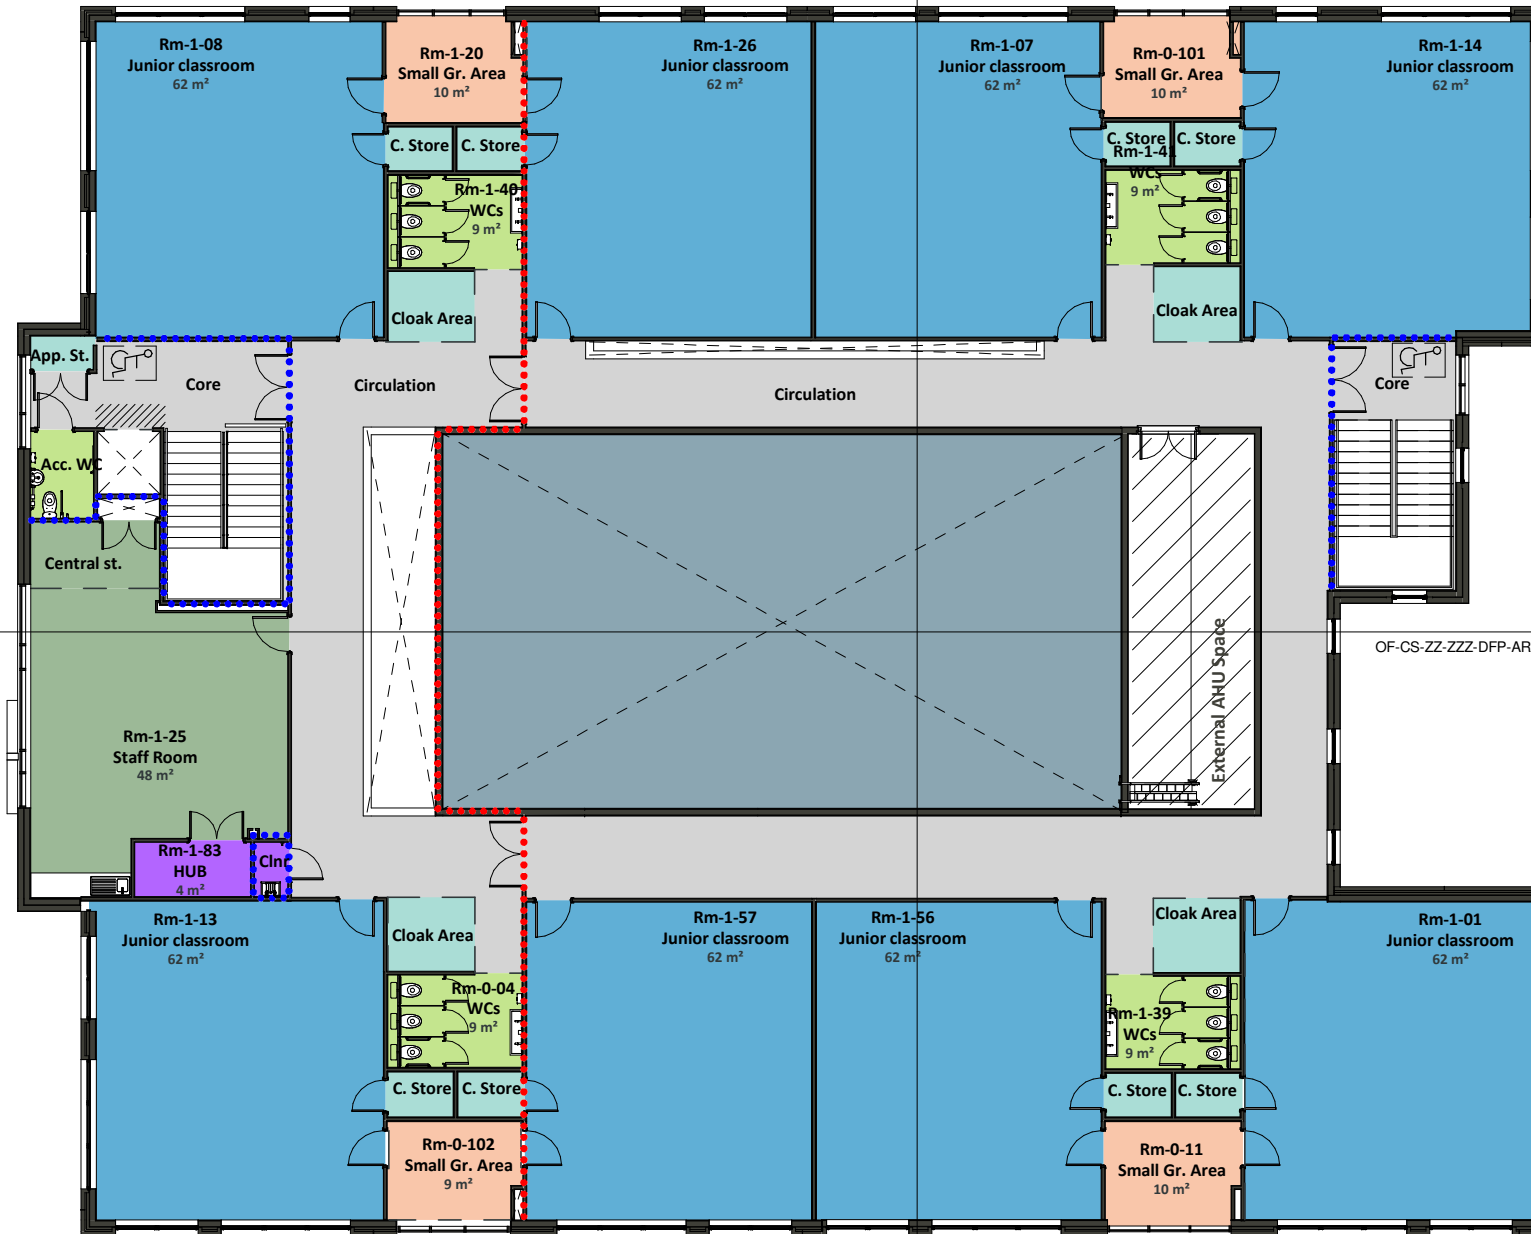 Rm-1-08
Junior classroom
62 m²
Rm-1-20
Small Gr. Area
10 m²
Rm-1-26
Junior classroom
62 m²
Rm-1-07
Junior classroom
62 m²
Rm-0-101
Small Gr. Area
10 m²
Rm-1-14
Junior classroom
62 m²
C. Store
C. Store
C. Store
C. Store
Rm-1-40
WCs
9 m²
Rm-1-41
WCs
9 m²
Cloak Area
Cloak Area
App. St.
Core
Circulation
Circulation
Core
Acc. WC
Central st.
External AHU Space
OF-CS-ZZ-ZZZ-DFP-AR
Rm-1-25
Staff Room
48 m²
Rm-1-83
HUB
4 m²
Clnr
Rm-1-13
Junior classroom
62 m²
Cloak Area
Rm-1-57
Junior classroom
62 m²
Rm-1-56
Junior classroom
62 m²
Cloak Area
Rm-1-01
Junior classroom
62 m²
Rm-0-04
WCs
9 m²
Rm-1-39
WCs
9 m²
C. Store
C. Store
C. Store
C. Store
Rm-0-102
Small Gr. Area
9 m²
Rm-0-11
Small Gr. Area
10 m²